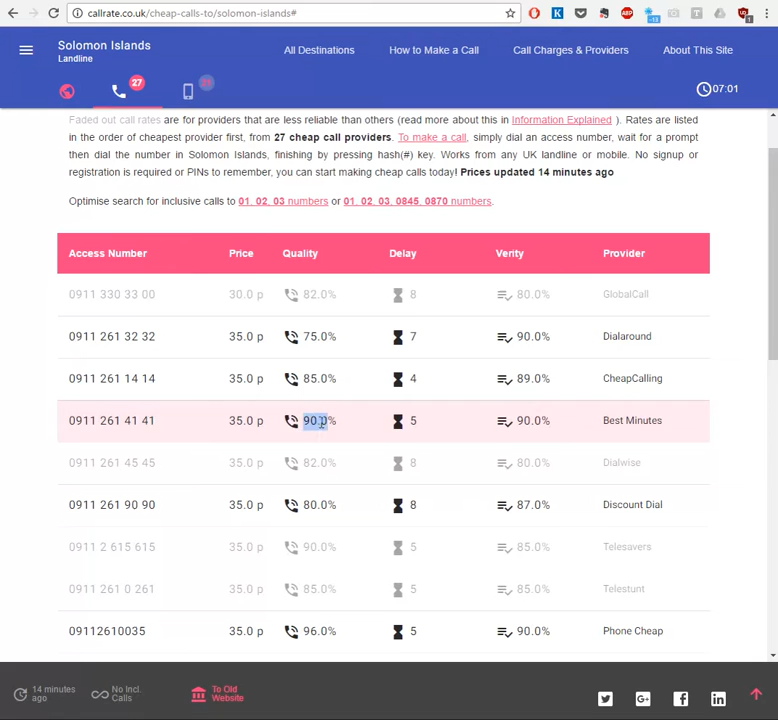 callrate.co.uk/cheap-calls-to/solomon-islands#
Solomon Islands
Landline
All Destinations
How to Make a Call
Call Charges & Providers
About This Site
27
07:01
Faded out call rates are for providers that are less reliable than others (read more about this in Information Explained ). Rates are listed
in the order of cheapest provider first, from 27 cheap call providers. To make a call, simply dial an access number, wait for a prompt
then dial the number in Solomon Islands, finishing by pressing hash(#) key. Works from any UK landline or mobile. No signup or
registration is required or PINs to remember, you can start making cheap calls today! Prices updated 14 minutes ago
Optimise search for inclusive calls to 01, 02, 03 numbers or 01, 02, 03, 0845, 0870 numbers.
Access Number Price Quality Delay Verity Provider
0911 330 33 00 30.0 p 82.0% 8 80.0% GlobalCall
0911 261 32 32 35.0 p 75.0% 7 90.0% Dialaround
0911 261 14 14 35.0 p 85.0% 4 89.0% CheapCalling
0911 261 41 41 35.0 p 90.0% 5 90.0% Best Minutes
0911 261 45 45 35.0 p 82.0% 8 80.0% Dialwise
0911 261 90 90 35.0 p 80.0% 8 87.0% Discount Dial
0911 2 615 615 35.0 p 90.0% 5 85.0% Telesavers
0911 261 0 261 35.0 p 85.0% 5 85.0% Telestunt
09112610035 35.0 p 96.0% 5 90.0% Phone Cheap
14 minutes
ago
No Incl.
Calls
To Old
Website